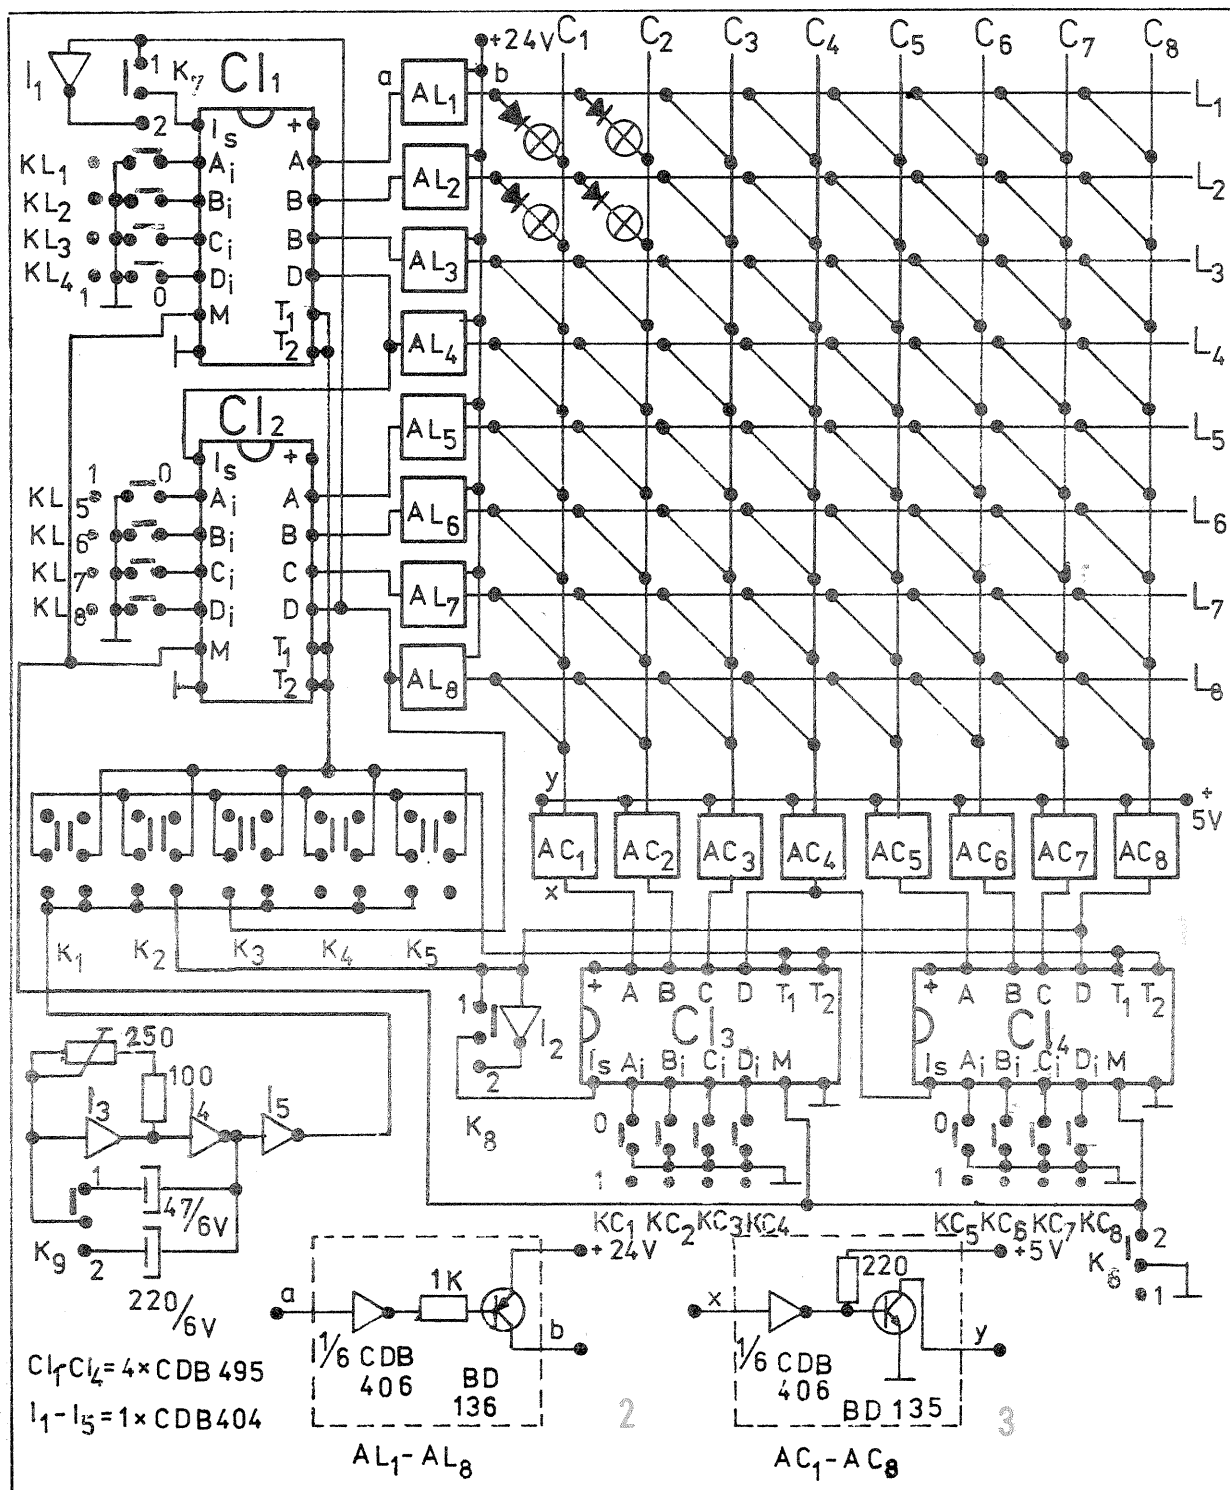 +24V C1 C2 C3 C4 C5 C6 C7 C8
I1 1 K7 CI1 a AL1 b L1
2 Is +
KL1 Ai A
KL2 Bi B AL2 L2
KL3 Ci B AL3 L3
KL4 Di D
1 0 M T1 AL4 L4
T2
CI2 AL5 L5
1 0 Is +
KL5 Ai A
KL6 Bi B AL6 L6
KL7 Ci C AL7 L7
KL8 Di D
M T1
T2 AL8 L8
y + 5V
AC1 AC2 AC3 AC4 AC5 AC6 AC7 AC8
x
K1 K2 K3 K4 K5
+ A B C D T1 T2 + A B C D T1 T2
1 I2 CI3 CI4
2 Is Ai Bi Ci Di M Is Ai Bi Ci Di M
K8
0 0
1 1
KC1 KC2 KC3 KC4 KC5 KC6 KC7 KC8
250
100
I3 I4 I5
1 47/6V
K9
2 220/6V
2
K6
1
a 1K +24V
b
1/6 CDB 406
BD 136
AL1-AL8
x 220 +5V
y
1/6 CDB 406
BD 135
AC1-AC8
CI1-CI4=4×CDB495
I1-I5=1×CDB404
2 3